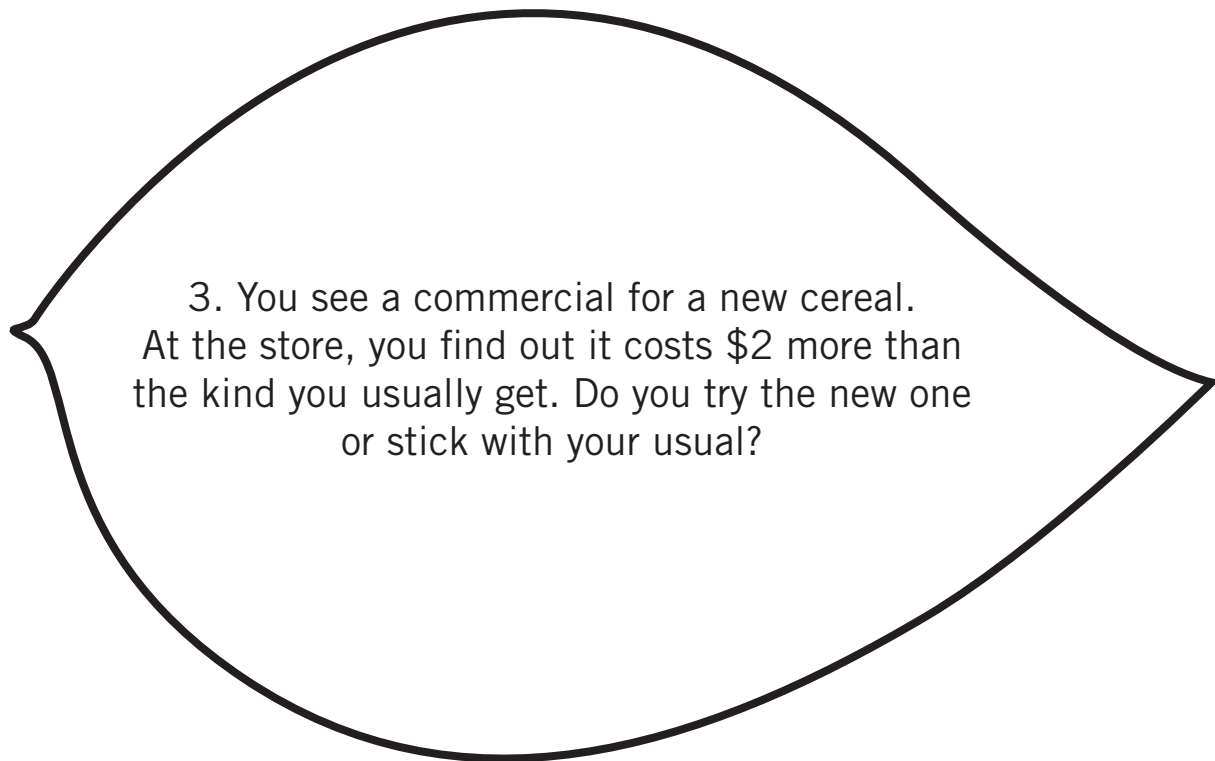 3. You see a commercial for a new cereal.
At the store, you find out it costs $2 more than
the kind you usually get. Do you try the new one
or stick with your usual?